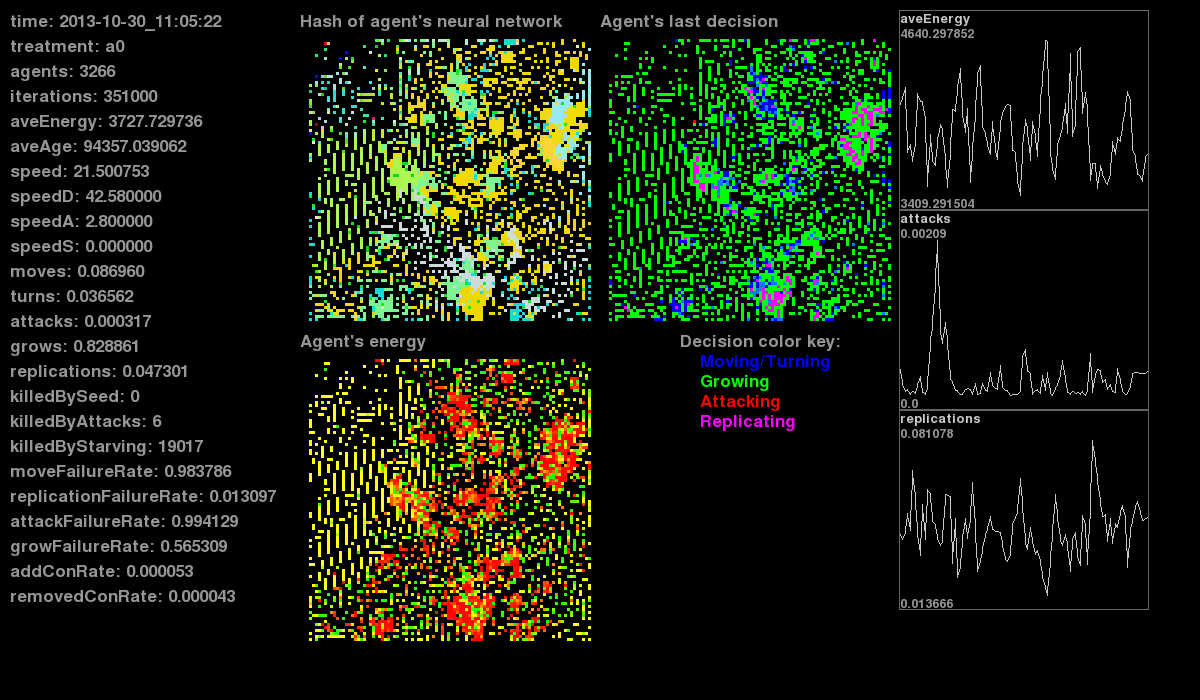 time: 2013-10-30_11:05:22
treatment: a0
agents: 3266
iterations: 351000
aveEnergy: 3727.729736
aveAge: 94357.039062
speed: 21.500753
speedD: 42.580000
speedA: 2.800000
speedS: 0.000000
moves: 0.086960
turns: 0.036562
attacks: 0.000317
grows: 0.828861
replications: 0.047301
killedBySeed: 0
killedByAttacks: 6
killedByStarving: 19017
moveFailureRate: 0.983786
replicationFailureRate: 0.013097
attackFailureRate: 0.994129
growFailureRate: 0.565309
addConRate: 0.000053
removedConRate: 0.000043
Hash of agent's neural network
Agent's last decision
Agent's energy
Decision color key:
Moving/Turning
Growing
Attacking
Replicating
aveEnergy
4640.297852
3409.291504
attacks
0.00209
0.0
replications
0.081078
0.013666